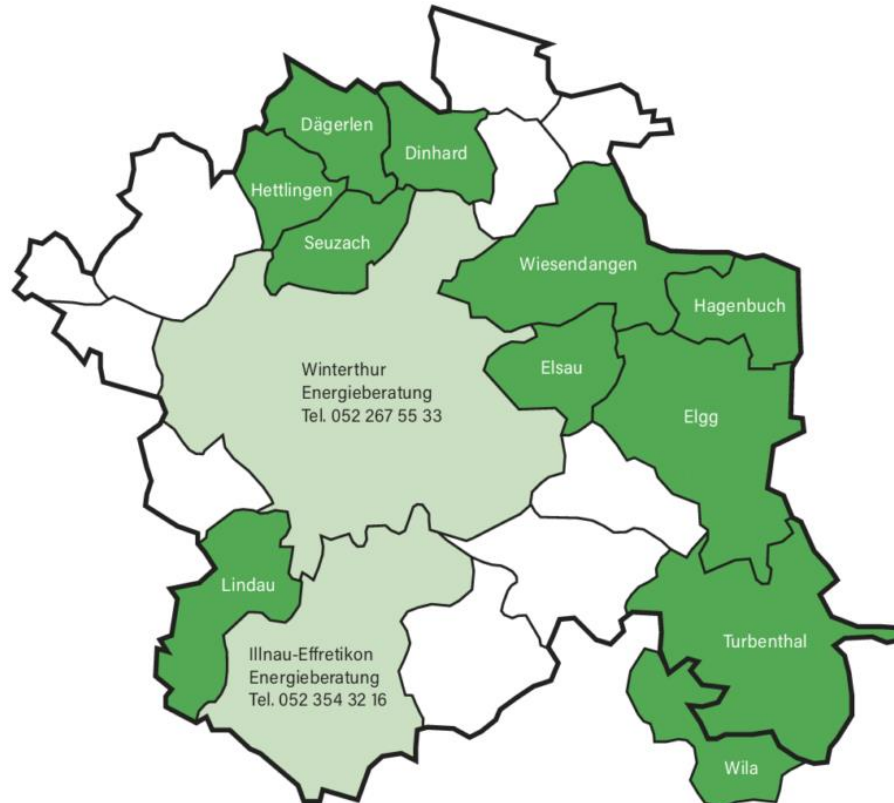 Dägerlen
Dinhard
Hettlingen
Seuzach
Wiesendangen
Hagenbuch
Elsau
Winterthur
Energieberatung
Tel. 052 267 55 33
Elgg
Lindau
Turbenthal
Illnau-Effretikon
Energieberatung
Tel. 052 354 32 16
Wila